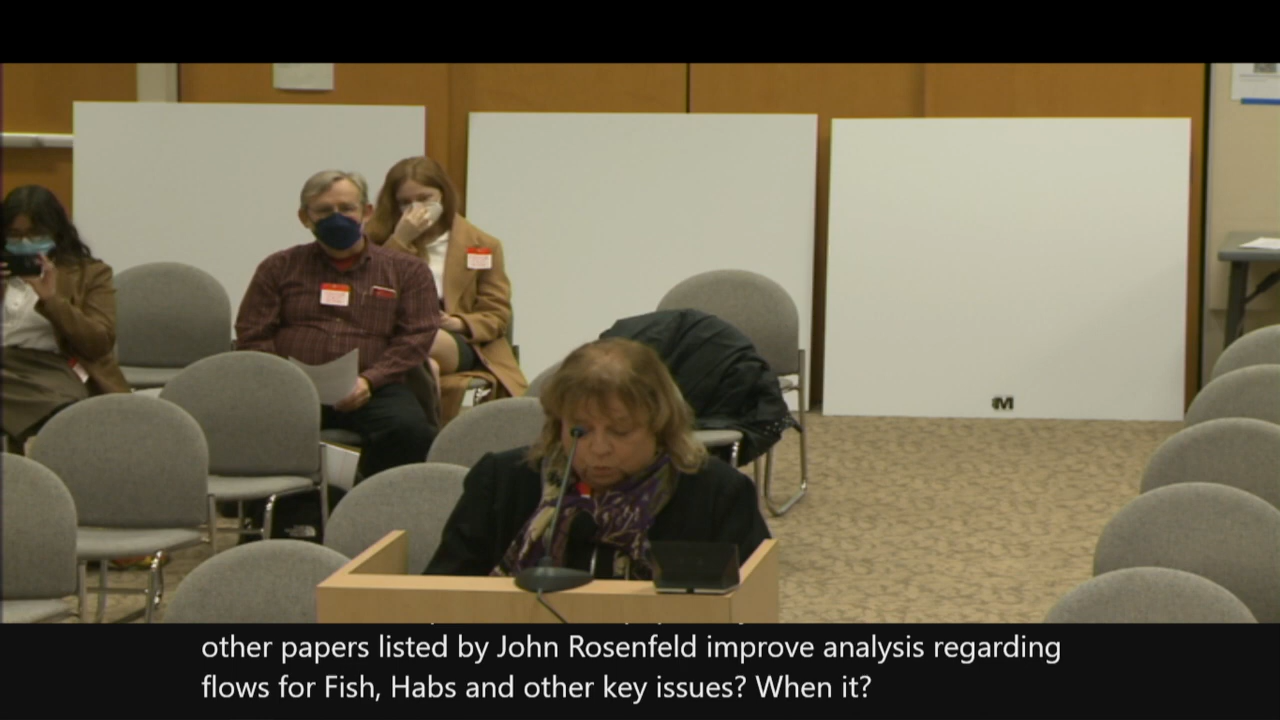 other papers listed by John Rosenfeld improve analysis regarding
flows for Fish, Habs and other key issues? When it?